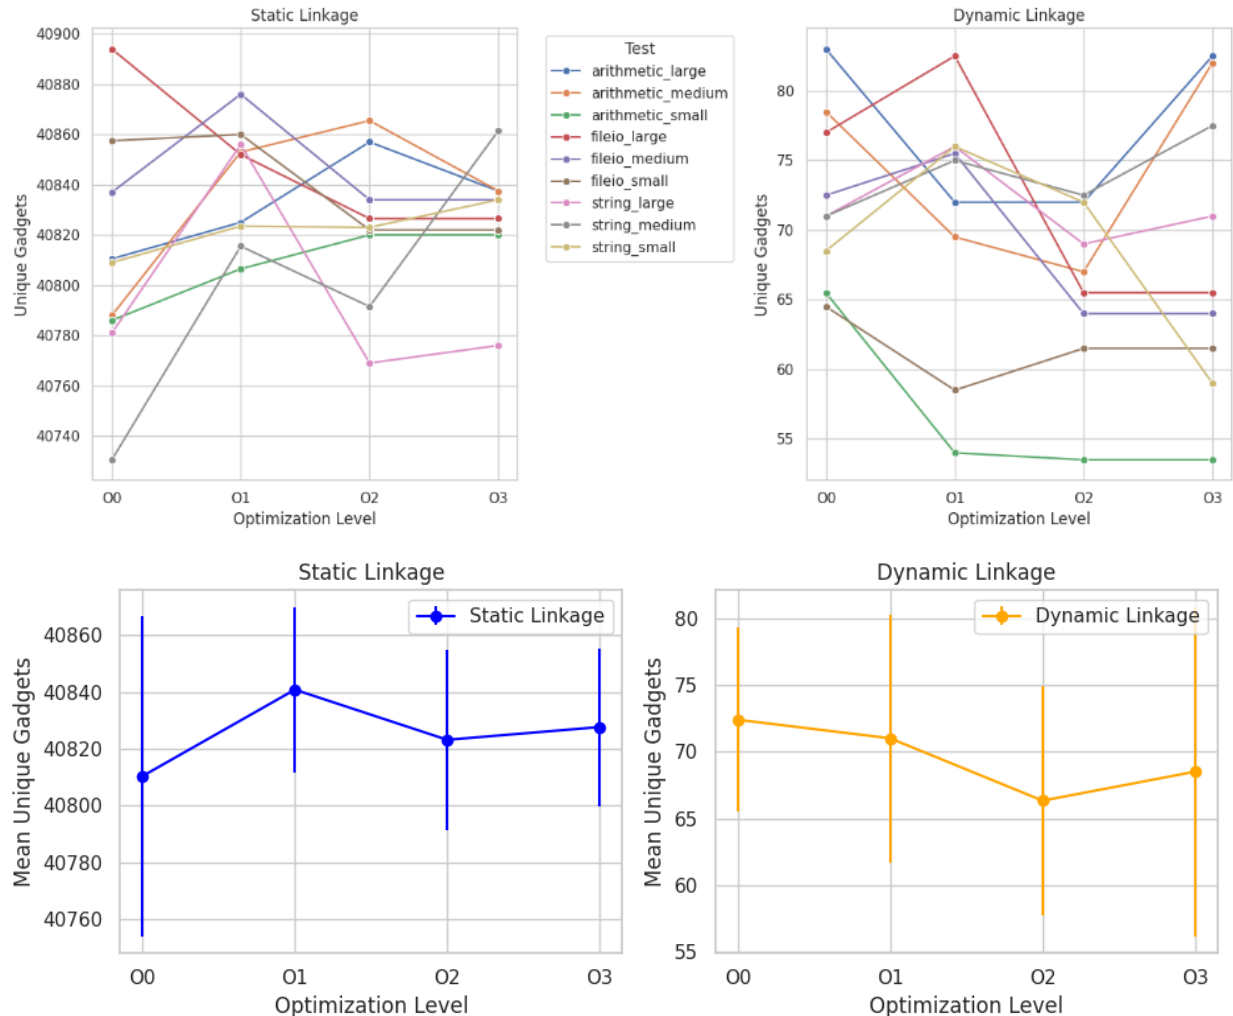 Static Linkage
40900
40880
40860
40840
40820
40800
40780
40760
40740
Unique Gadgets
O0 O1 O2 O3
Optimization Level
Test
arithmetic_large
arithmetic_medium
arithmetic_small
fileio_large
fileio_medium
fileio_small
string_large
string_medium
string_small
Dynamic Linkage
80
75
70
65
60
55
Unique Gadgets
O0 O1 O2 O3
Optimization Level
Static Linkage
Static Linkage
40860
40840
40820
40800
40780
40760
Mean Unique Gadgets
O0 O1 O2 O3
Optimization Level
Dynamic Linkage
Dynamic Linkage
80
75
70
65
60
55
Mean Unique Gadgets
O0 O1 O2 O3
Optimization Level